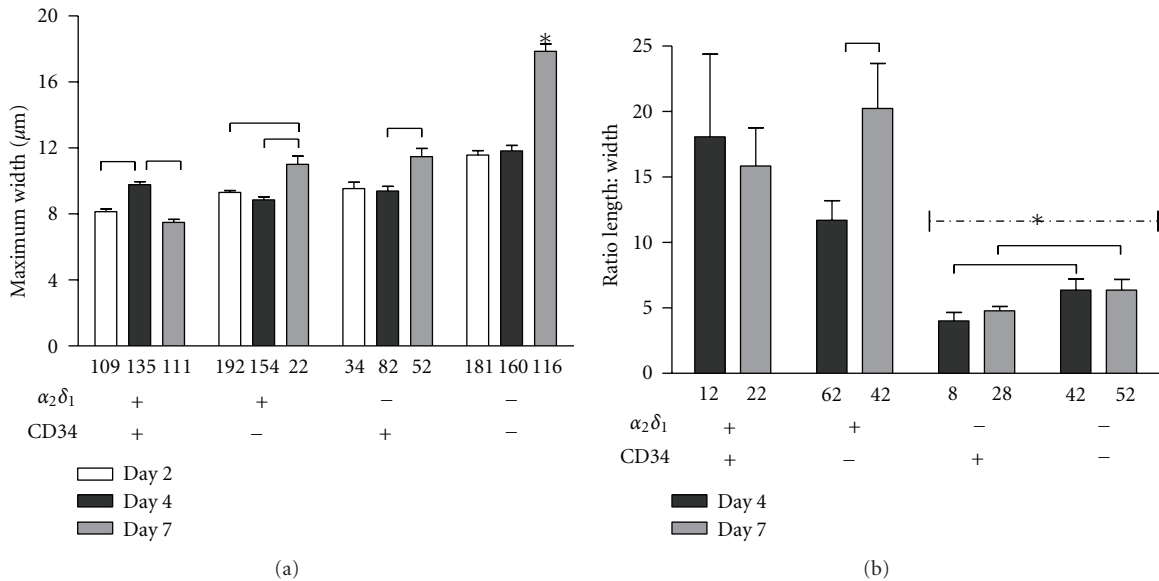 20
16
12
8
4
0
Maximum width (μm)
*
109 135 111 192 154 22 34 82 52 181 160 116
α₂δ₁ + + − −
CD34 + − + −
Day 2
Day 4
Day 7
(a)
25
20
15
10
5
0
Ratio length: width
*
12 22 62 42 8 28 42 52
α₂δ₁ + + − −
CD34 + − + −
Day 4
Day 7
(b)